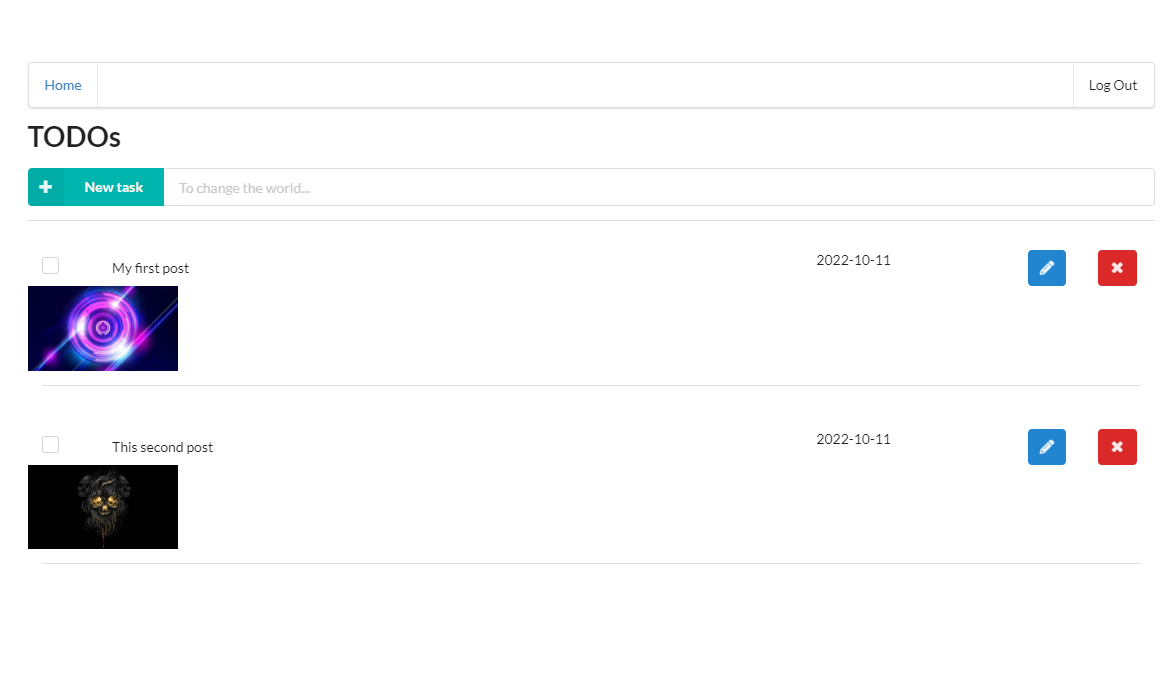 Home
Log Out
TODOs
New task
To change the world...
My first post
2022-10-11
This second post
2022-10-11